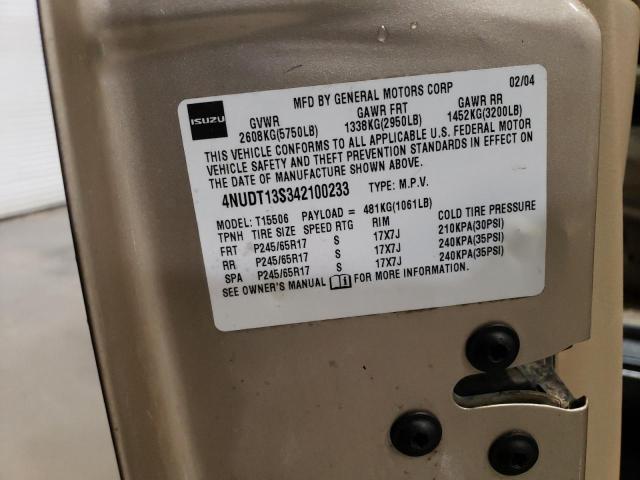 MFD BY GENERAL MOTORS CORP 02/04
ISUZU
GVWR GAWR FRT GAWR RR
2608KG(5750LB) 1338KG(2950LB) 1452KG(3200LB)
THIS VEHICLE CONFORMS TO ALL APPLICABLE U.S. FEDERAL MOTOR
VEHICLE SAFETY AND THEFT PREVENTION STANDARDS IN EFFECT ON
THE DATE OF MANUFACTURE SHOWN ABOVE.
4NUDT13S342100233 TYPE: M.P.V.
MODEL: T15506 PAYLOAD = 481KG(1061LB)
TPNH TIRE SIZE SPEED RTG RIM COLD TIRE PRESSURE
FRT P245/65R17 S 17X7J 210KPA(30PSI)
RR P245/65R17 S 17X7J 240KPA(35PSI)
SPA P245/65R17 S 17X7J 240KPA(35PSI)
SEE OWNER'S MANUAL FOR MORE INFORMATION.